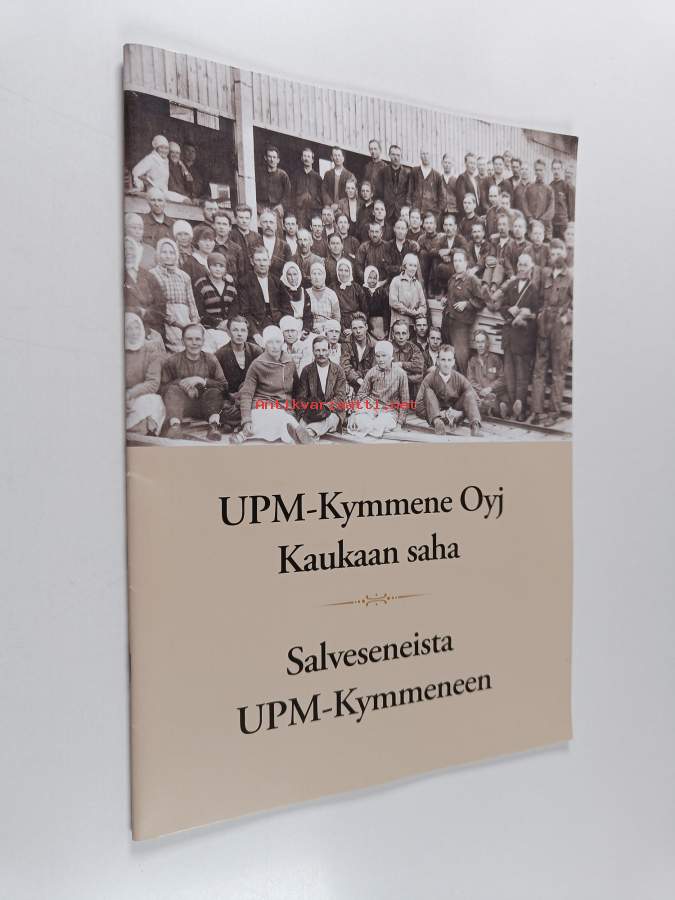 Antikvariaatti.net
UPM-Kymmene Oyj
Kaukaan saha
Salveseneista
UPM-Kymmeneen